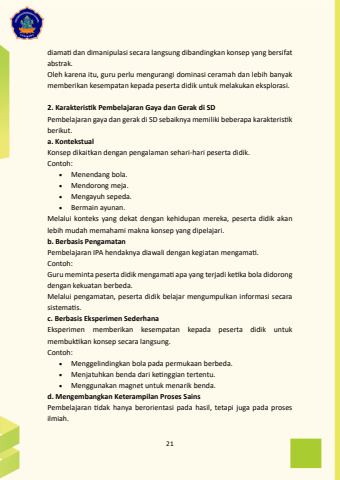 diamati dan dimanipulasi secara langsung dibandingkan konsep yang bersifat
abstrak.
Oleh karena itu, guru perlu mengurangi dominasi ceramah dan lebih banyak
memberikan kesempatan kepada peserta didik untuk melakukan eksplorasi.
2. Karakteristik Pembelajaran Gaya dan Gerak di SD
Pembelajaran gaya dan gerak di SD sebaiknya memiliki beberapa karakteristik
berikut.
a. Kontekstual
Konsep dikaitkan dengan pengalaman sehari-hari peserta didik.
Contoh:
• Menendang bola.
• Mendorong meja.
• Mengayuh sepeda.
• Bermain ayunan.
Melalui konteks yang dekat dengan kehidupan mereka, peserta didik akan
lebih mudah memahami makna konsep yang dipelajari.
b. Berbasis Pengamatan
Pembelajaran IPA hendaknya diawali dengan kegiatan mengamati.
Contoh:
Guru meminta peserta didik mengamati apa yang terjadi ketika bola didorong
dengan kekuatan berbeda.
Melalui pengamatan, peserta didik belajar mengumpulkan informasi secara
sistematis.
c. Berbasis Eksperimen Sederhana
Eksperimen memberikan kesempatan kepada peserta didik untuk
membuktikan konsep secara langsung.
Contoh:
• Menggelindingkan bola pada permukaan berbeda.
• Menjatuhkan benda dari ketinggian tertentu.
• Menggunakan magnet untuk menarik benda.
d. Mengembangkan Keterampilan Proses Sains
Pembelajaran tidak hanya berorientasi pada hasil, tetapi juga pada proses
ilmiah.
21